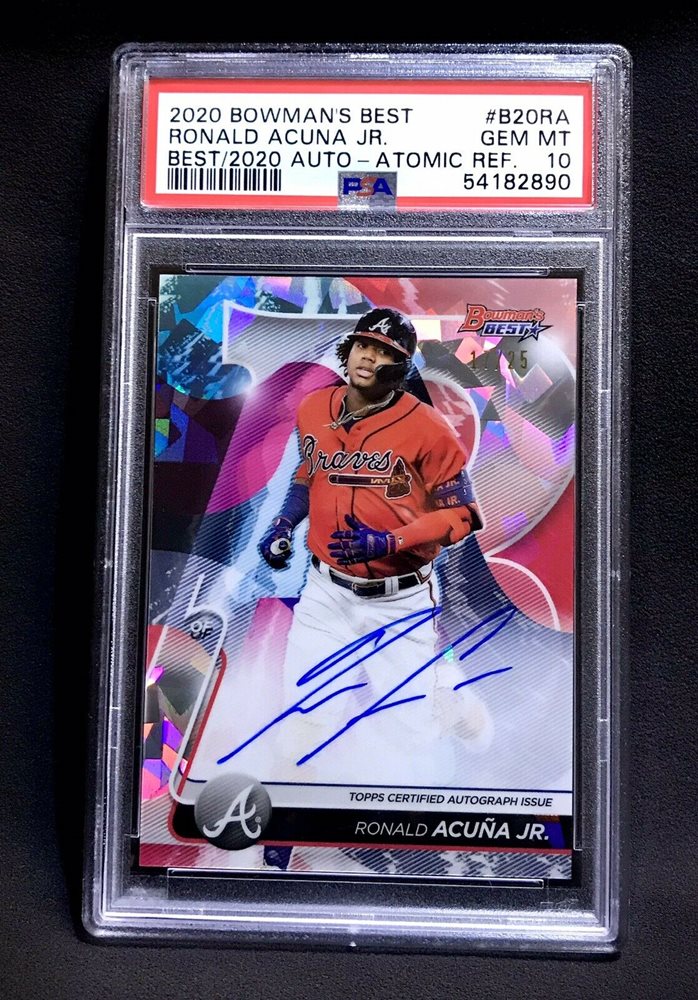 2020 BOWMAN'S BEST #B20RA
RONALD ACUNA JR. GEM MT
BEST/2020 AUTO - ATOMIC REF. 10
PSA 54182890
Bowman's
BEST
A
Braves
OF
TOPPS CERTIFIED AUTOGRAPH ISSUE
A
RONALD ACUÑA JR.